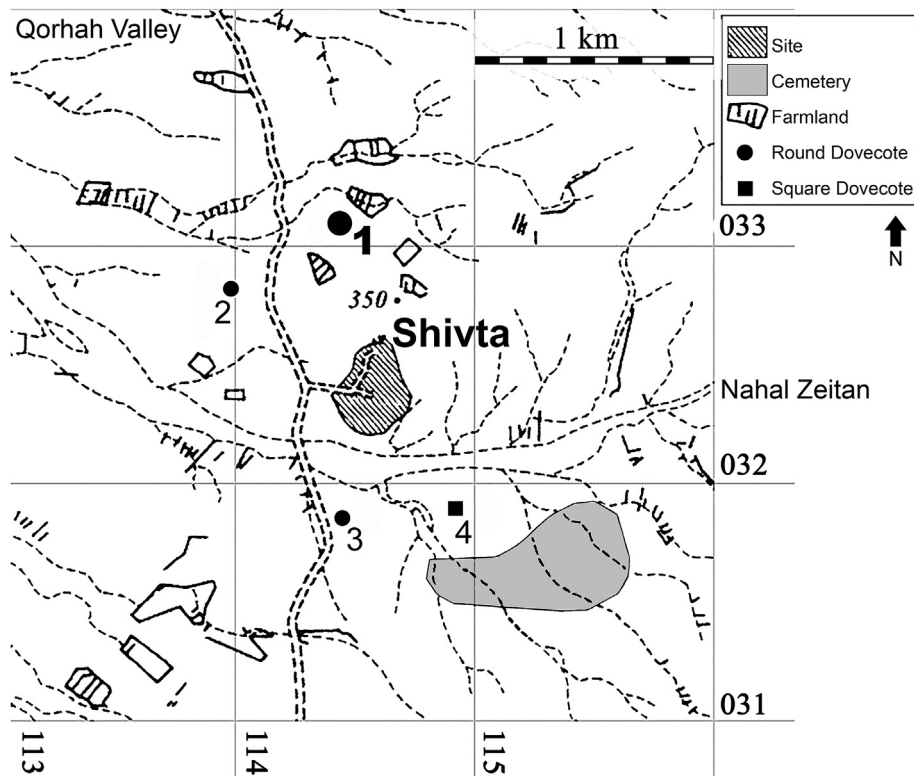 Qorhah Valley
1 km
Site
Cemetery
Farmland
Round Dovecote
Square Dovecote
N
033
1
2
350
Shivta
Nahal Zeitan
032
3
4
031
113
114
115